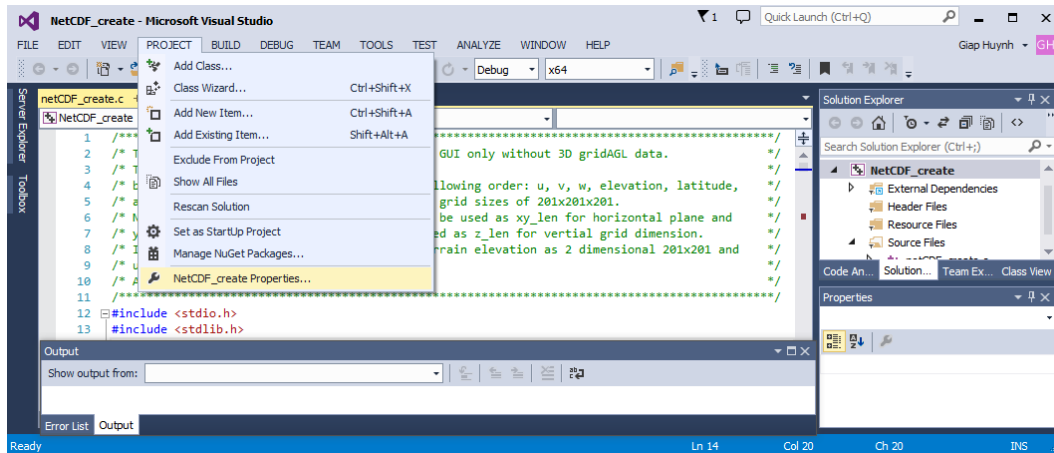 NetCDF_create - Microsoft Visual Studio
1
Quick Launch (Ctrl+Q)
FILE EDIT VIEW PROJECT BUILD DEBUG TEAM TOOLS TEST ANALYZE WINDOW HELP
Giap Huynh
GH
Debug
x64
Add Class...
Class Wizard... Ctrl+Shift+X
Add New Item... Ctrl+Shift+A
Add Existing Item... Shift+Alt+A
Exclude From Project
Show All Files
Rescan Solution
Set as StartUp Project
Manage NuGet Packages...
NetCDF_create Properties...
Server Explorer
Toolbox
netCDF_create.c
NetCDF_create
1 /*** ***/
2 /* T GUI only without 3D gridAGL data. */
3 /* T */
4 /* b llowing order: u, v, w, elevation, latitude, */
5 /* a grid sizes of 201x201x201. */
6 /* N be used as xy_len for horizontal plane and */
7 /* y ed as z_len for vertial grid dimension. */
8 /* I rrain elevation as 2 dimensional 201x201 and */
9 /* u */
10 /* A */
11 /******************************************************************/
12 #include <stdio.h>
13 #include <stdlib.h>
Output
Show output from:
Error List Output
Solution Explorer
Search Solution Explorer (Ctrl+;)
NetCDF_create
External Dependencies
Header Files
Resource Files
Source Files
Code An... Solution... Team Ex... Class View
Properties
Ready
Ln 14 Col 20 Ch 20 INS